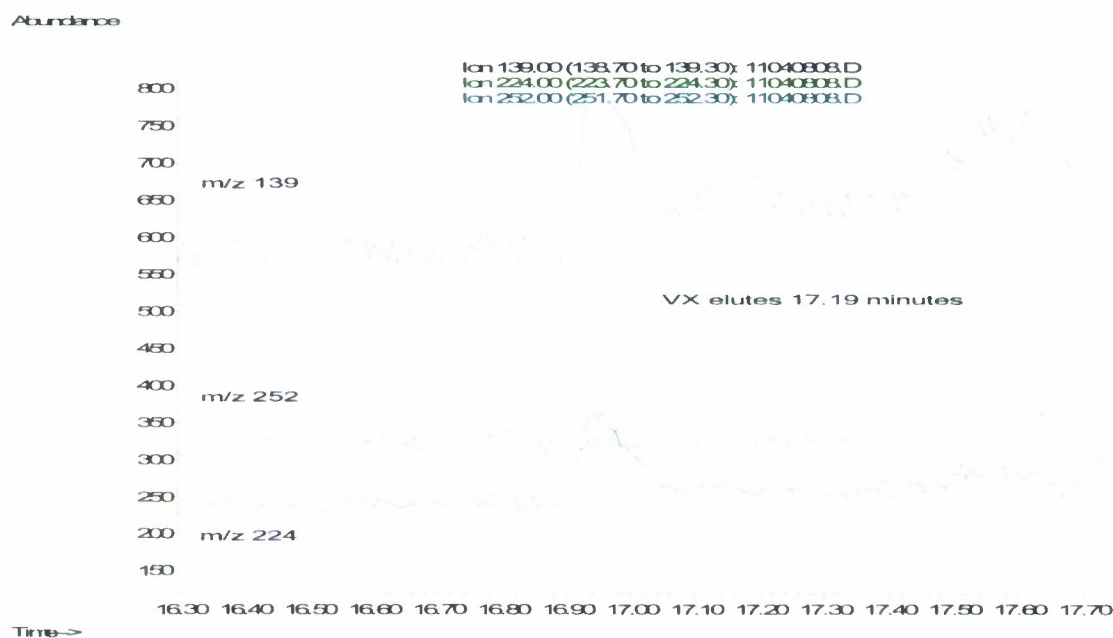 Abundance
Ion 139.00 (138.70 to 139.30): 11040808.D
Ion 224.00 (223.70 to 224.30): 11040808.D
Ion 252.00 (251.70 to 252.30): 11040808.D
800
750
700
m/z 139
650
600
550
VX elutes 17.19 minutes
500
450
400
m/z 252
350
300
250
200
m/z 224
150
16.30 16.40 16.50 16.60 16.70 16.80 16.90 17.00 17.10 17.20 17.30 17.40 17.50 17.60 17.70
Time-->